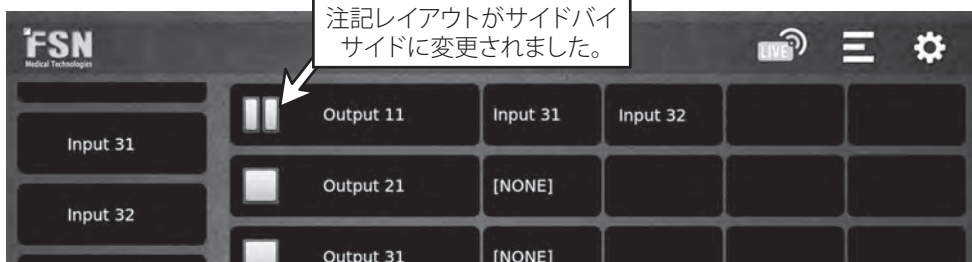 注記レイアウトがサイドバイ
サイドに変更されました。
FSN
Medical Technologies
LIVE
Output 11
Input 31
Input 32
Input 31
Output 21
[NONE]
Input 32
Output 31
[NONE]